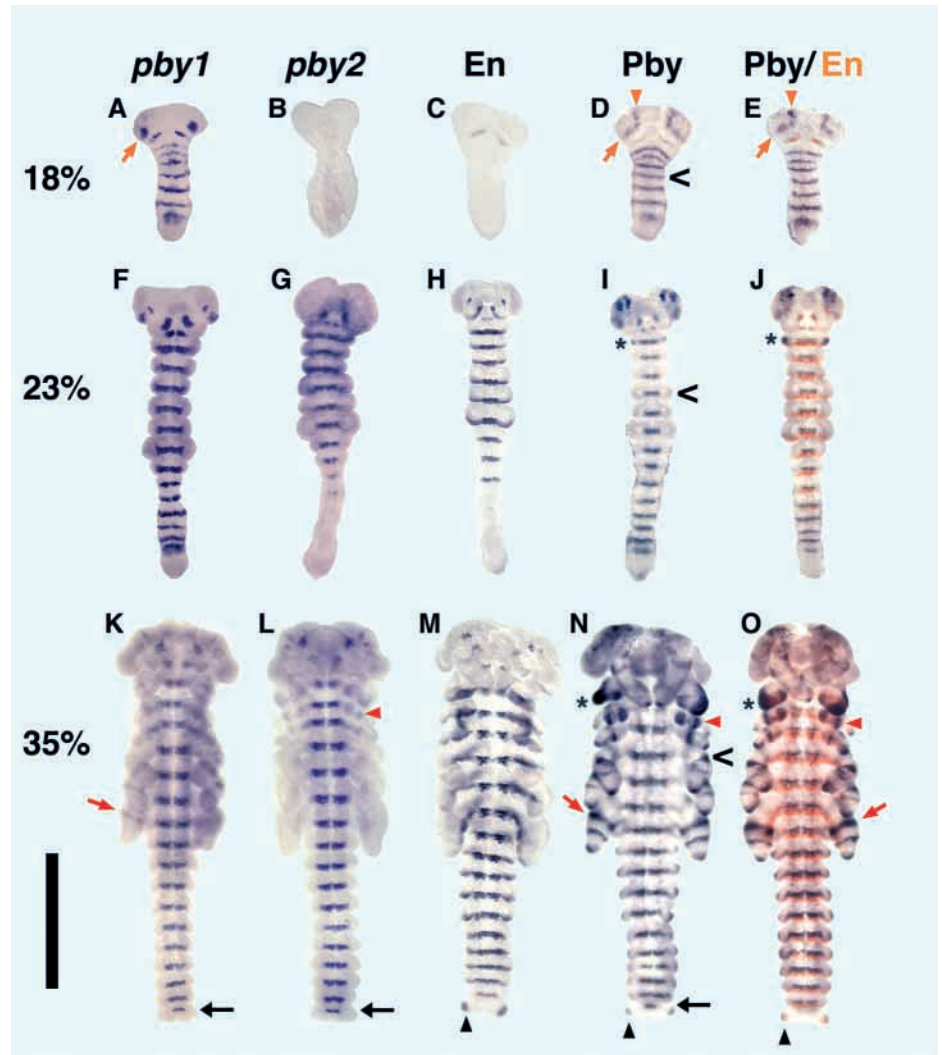 pby1 pby2 En Pby Pby/ En
A B C D E
18%
<
F G H I J
* *
23%
<
K L M N O
* *
35%
<